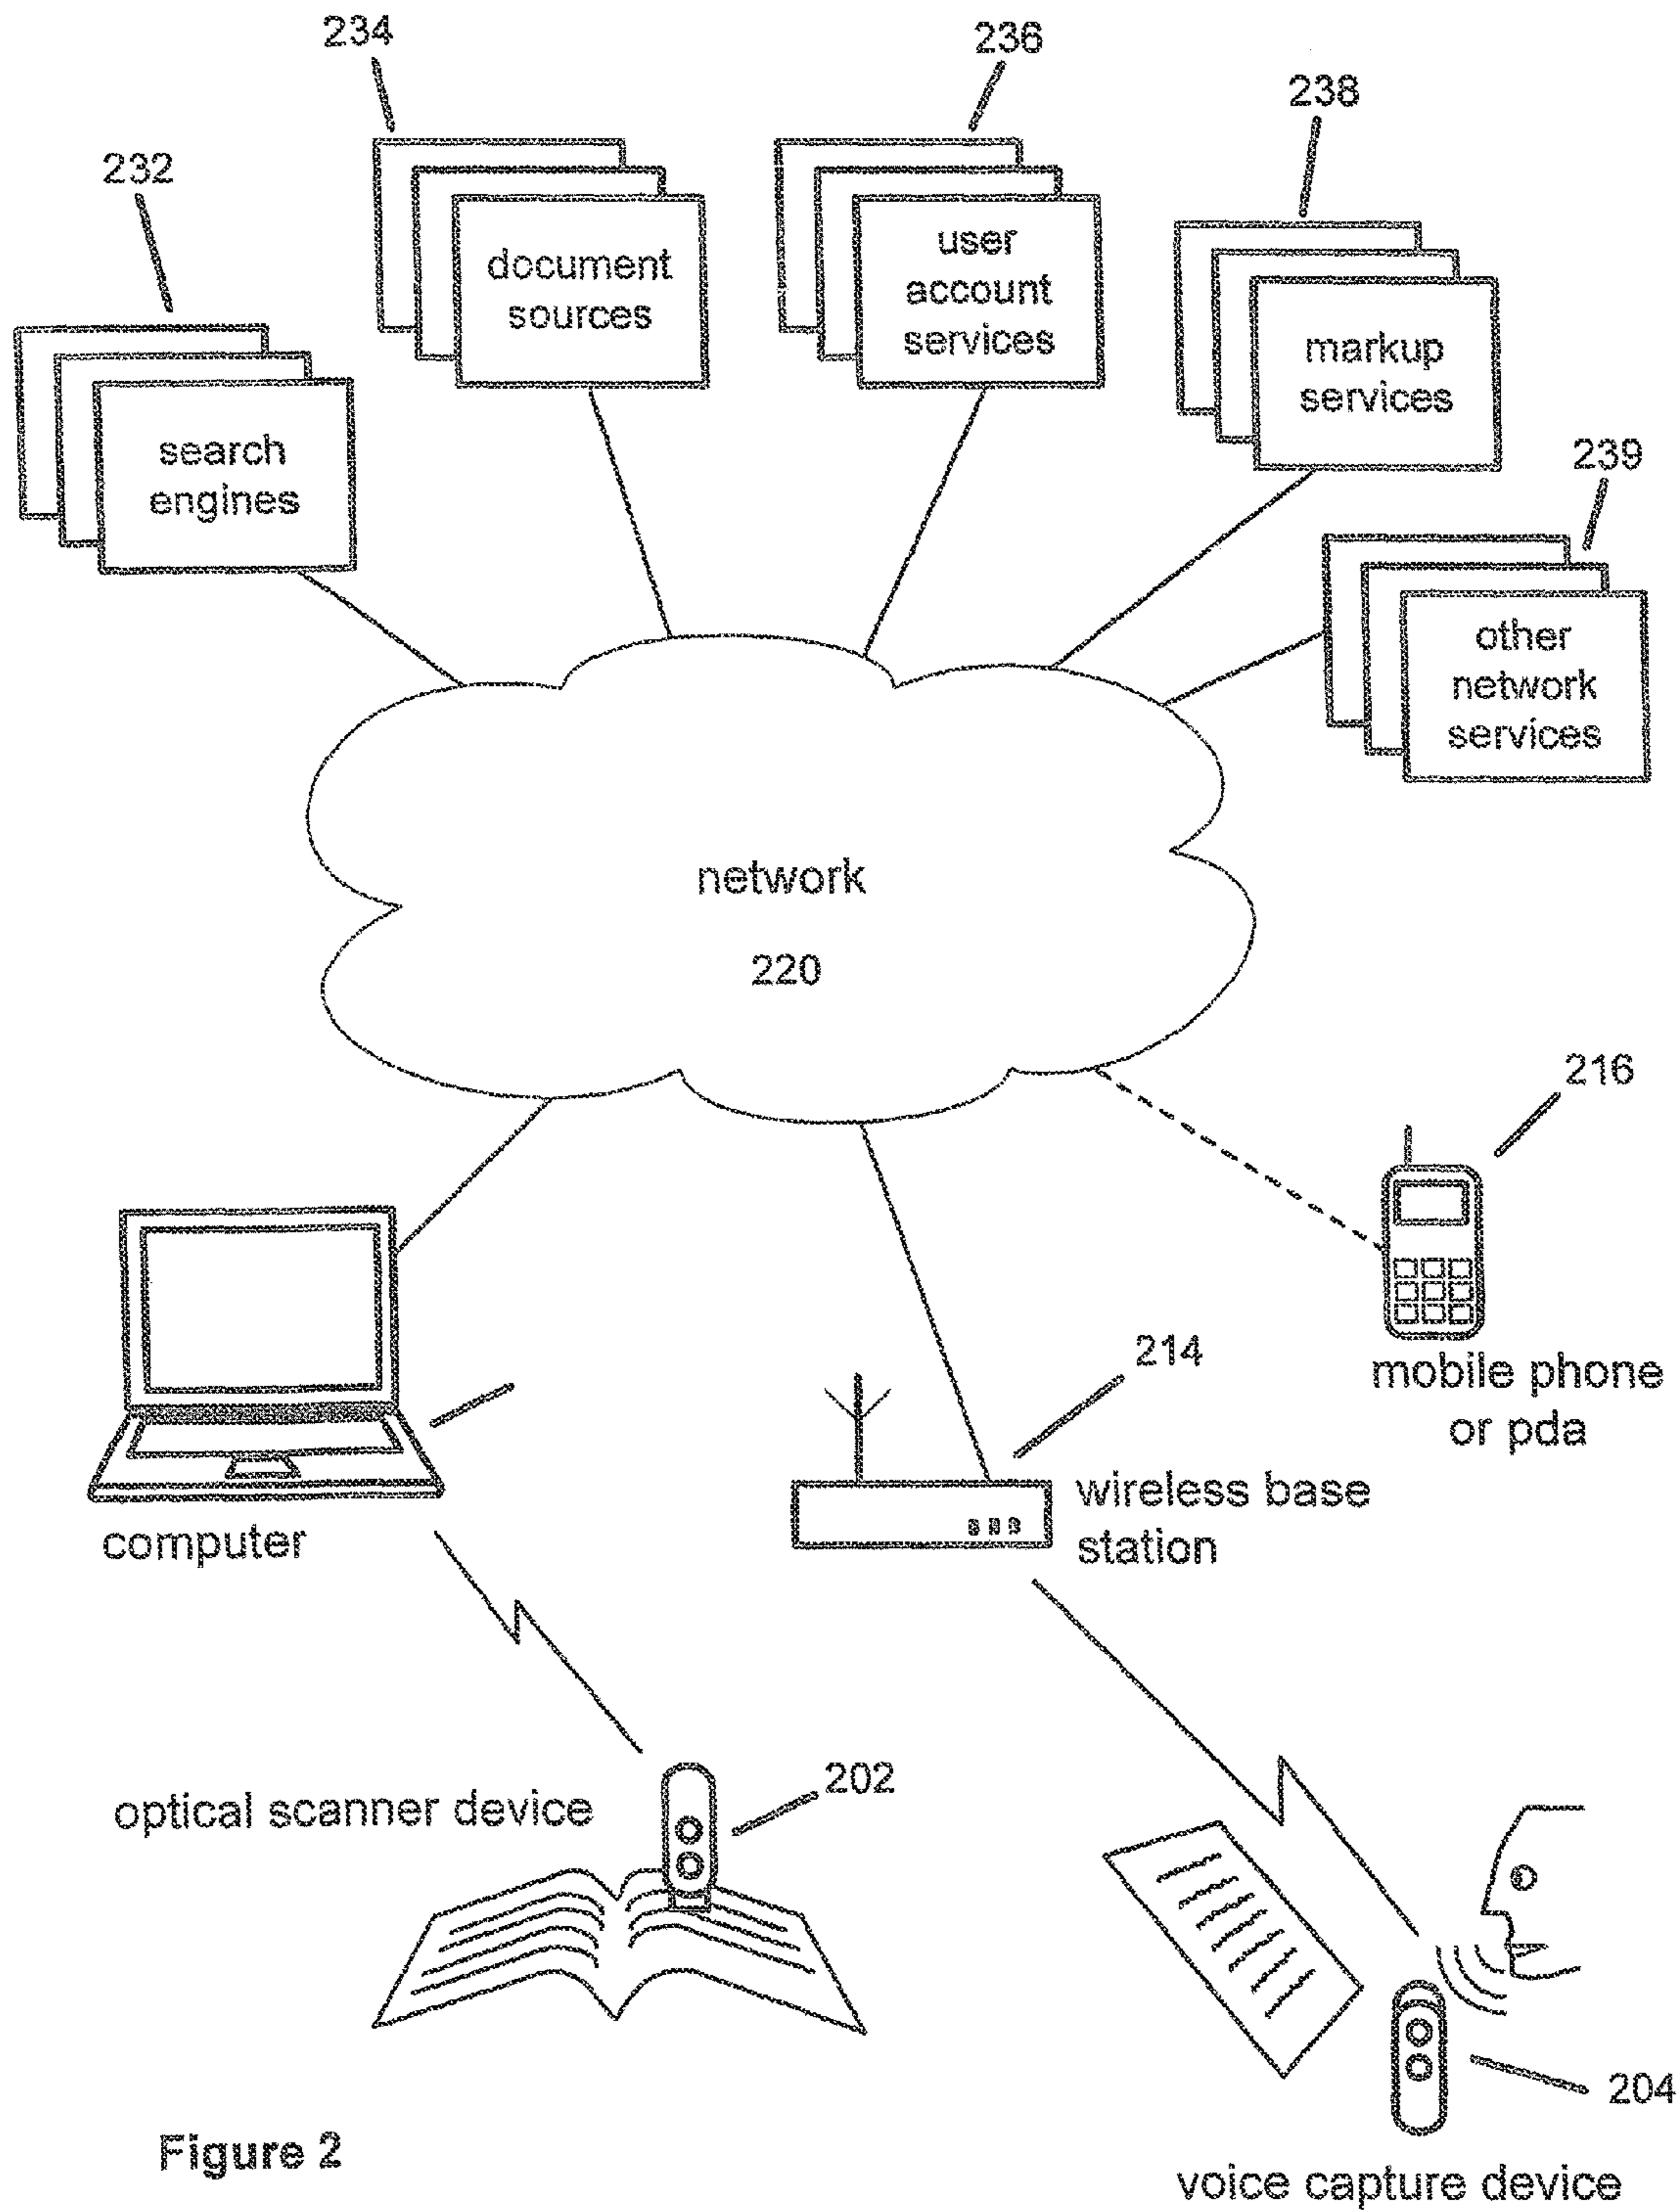 234
236
238
232
document
sources
user
account
services
markup
services
search
engines
239
other
network
services
network
220
216
mobile phone
or pda
214
wireless base
station
computer
optical scanner device
202
204
Figure 2
voice capture device